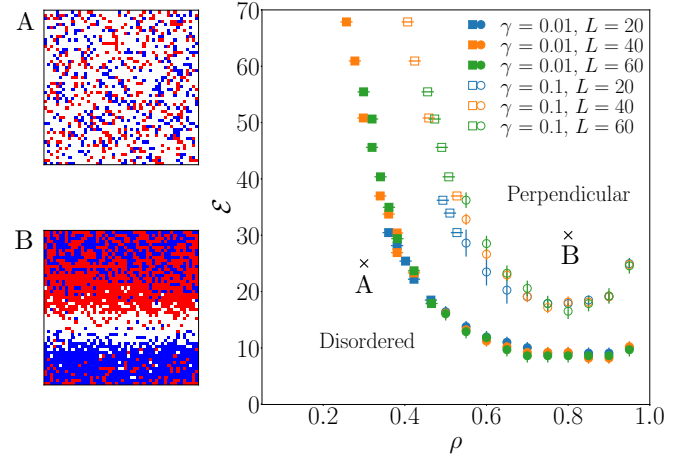 A
B
70
60
50
40
30
20
10
0
ℰ
γ = 0.01, L = 20
γ = 0.01, L = 40
γ = 0.01, L = 60
γ = 0.1, L = 20
γ = 0.1, L = 40
γ = 0.1, L = 60
Perpendicular
× B
× A
Disordered
0.2 0.4 0.6 0.8 1.0
ρ